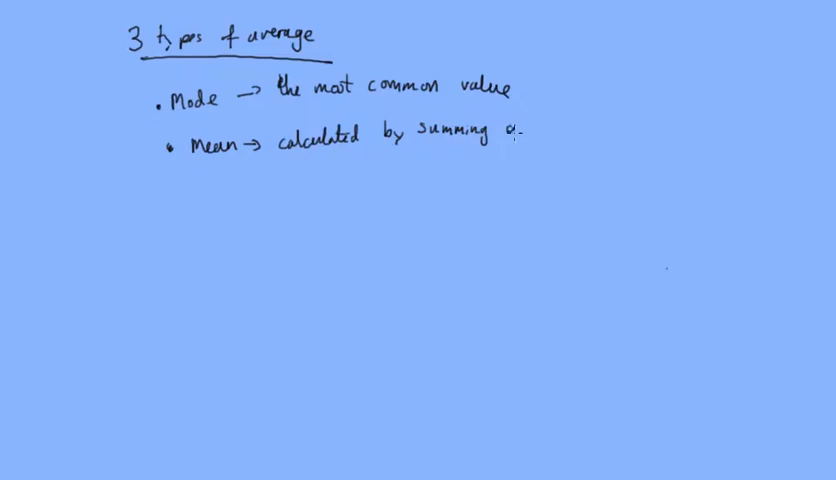 3 types of average
• Mode → the most common value
• Mean → calculated by summing a